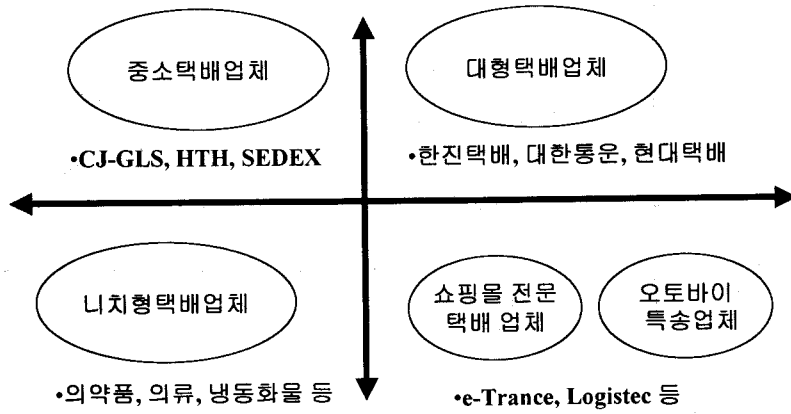 중소택배업체
대형택배업체
•CJ-GLS, HTH, SEDEX
•한진택배, 대한통운, 현대택배
니치형택배업체
쇼핑몰 전문
택배 업체
오토바이
특송업체
•의약품, 의류, 냉동화물 등
•e-Trance, Logistec 등